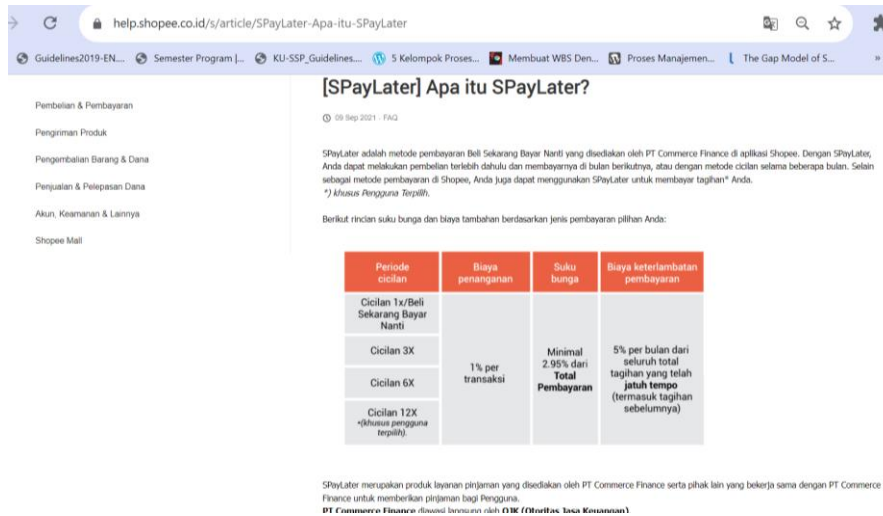 help.shopee.co.id/s/article/SPayLater-Apa-itu-SPayLater
Guidelines2019-EN.... Semester Program |... KU-SSP_Guidelines.... 5 Kelompok Proses... Membuat WBS Den... Proses Manajemen... The Gap Model of S... »
Pembelian & Pembayaran
Pengiriman Produk
Pengembalian Barang & Dana
Penjualan & Pelepasan Dana
Akun, Keamanan & Lainnya
Shopee Mall
[SPayLater] Apa itu SPayLater?
09 Sep 2021 . FAQ
SPayLater adalah metode pembayaran Beli Sekarang Bayar Nanti yang disediakan oleh PT Commerce Finance di aplikasi Shopee. Dengan SPayLater,
Anda dapat melakukan pembelian terlebih dahulu dan membayarnya di bulan berikutnya, atau dengan metode cicilan selama beberapa bulan. Selain
sebagai metode pembayaran di Shopee, Anda juga dapat menggunakan SPayLater untuk membayar tagihan* Anda.
*) khusus Pengguna Terpilih.
Berikut rincian suku bunga dan biaya tambahan berdasarkan jenis pembayaran pilihan Anda:
Periode
cicilan
Biaya
penanganan
Suku
bunga
Biaya keterlambatan
pembayaran
Cicilan 1x/Beli
Sekarang Bayar
Nanti
Cicilan 3X
Cicilan 6X
Cicilan 12X
*(khusus pengguna
terpilih).
1% per
transaksi
Minimal
2.95% dari
Total
Pembayaran
5% per bulan dari
seluruh total
tagihan yang telah
jatuh tempo
(termasuk tagihan
sebelumnya)
SPayLater merupakan produk layanan pinjaman yang disediakan oleh PT Commerce Finance serta pihak lain yang bekerja sama dengan PT Commerce
Finance untuk memberikan pinjaman bagi Pengguna.
PT Commerce Finance diawasi langsung oleh OJK (Otoritas Jasa Keuangan)